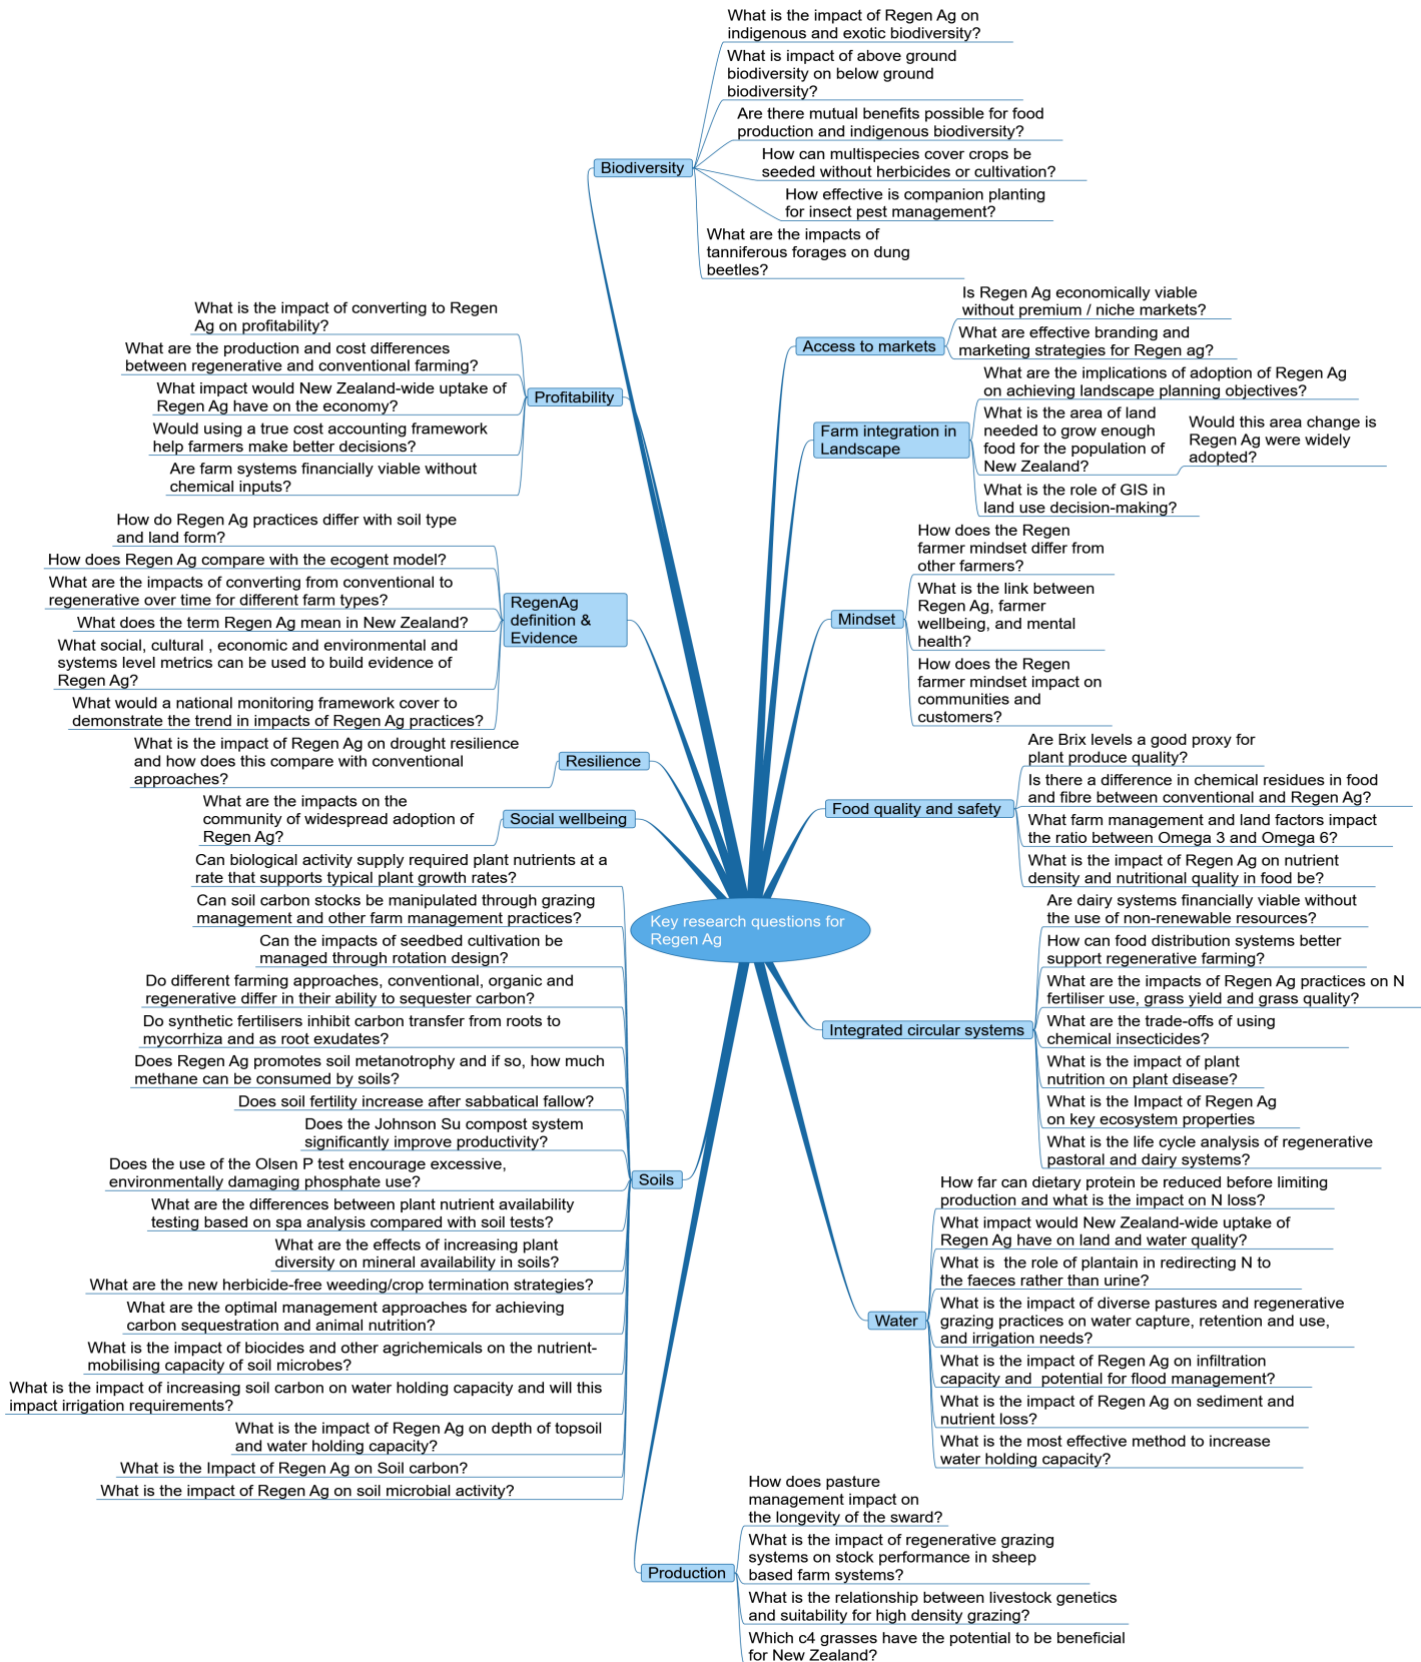 What is the impact of Regen Ag on
indigenous and exotic biodiversity?
What is impact of above ground
biodiversity on below ground
biodiversity?
Are there mutual benefits possible for food
production and indigenous biodiversity?
Biodiversity
How can multispecies cover crops be
seeded without herbicides or cultivation?
How effective is companion planting
for insect pest management?
What are the impacts of
tanniferous forages on dung
beetles?
What is the impact of converting to Regen
Ag on profitability?
What are the production and cost differences
between regenerative and conventional farming?
What impact would New Zealand-wide uptake of
Regen Ag have on the economy?
Profitability
Would using a true cost accounting framework
help farmers make better decisions?
Are farm systems financially viable without
chemical inputs?
How do Regen Ag practices differ with soil type
and land form?
How does Regen Ag compare with the ecogent model?
What are the impacts of converting from conventional to
regenerative over time for different farm types?
RegenAg
definition &
Evidence
What does the term Regen Ag mean in New Zealand?
What social, cultural , economic and environmental and
systems level metrics can be used to build evidence of
Regen Ag?
What would a national monitoring framework cover to
demonstrate the trend in impacts of Regen Ag practices?
What is the impact of Regen Ag on drought resilience
and how does this compare with conventional
approaches?
Resilience
What are the impacts on the
community of widespread adoption of
Regen Ag?
Social wellbeing
Can biological activity supply required plant nutrients at a
rate that supports typical plant growth rates?
Can soil carbon stocks be manipulated through grazing
management and other farm management practices?
Can the impacts of seedbed cultivation be
managed through rotation design?
Do different farming approaches, conventional, organic and
regenerative differ in their ability to sequester carbon?
Do synthetic fertilisers inhibit carbon transfer from roots to
mycorrhiza and as root exudates?
Does Regen Ag promotes soil metanotrophy and if so, how much
methane can be consumed by soils?
Does soil fertility increase after sabbatical fallow?
Does the Johnson Su compost system
significantly improve productivity?
Does the use of the Olsen P test encourage excessive,
environmentally damaging phosphate use?
Soils
What are the differences between plant nutrient availability
testing based on spa analysis compared with soil tests?
What are the effects of increasing plant
diversity on mineral availability in soils?
What are the new herbicide-free weeding/crop termination strategies?
What are the optimal management approaches for achieving
carbon sequestration and animal nutrition?
What is the impact of biocides and other agrichemicals on the nutrient-
mobilising capacity of soil microbes?
What is the impact of increasing soil carbon on water holding capacity and will this
impact irrigation requirements?
What is the impact of Regen Ag on depth of topsoil
and water holding capacity?
What is the Impact of Regen Ag on Soil carbon?
What is the impact of Regen Ag on soil microbial activity?
Key research questions for
Regen Ag
Is Regen Ag economically viable
without premium / niche markets?
Access to markets
What are effective branding and
marketing strategies for Regen ag?
What are the implications of adoption of Regen Ag
on achieving landscape planning objectives?
Farm integration in
Landscape
What is the area of land
needed to grow enough
food for the population of
New Zealand?
Would this area change is
Regen Ag were widely
adopted?
What is the role of GIS in
land use decision-making?
How does the Regen
farmer mindset differ from
other farmers?
Mindset
What is the link between
Regen Ag, farmer
wellbeing, and mental
health?
How does the Regen
farmer mindset impact on
communities and
customers?
Are Brix levels a good proxy for
plant produce quality?
Food quality and safety
Is there a difference in chemical residues in food
and fibre between conventional and Regen Ag?
What farm management and land factors impact
the ratio between Omega 3 and Omega 6?
What is the impact of Regen Ag on nutrient
density and nutritional quality in food be?
Are dairy systems financially viable without
the use of non-renewable resources?
How can food distribution systems better
support regenerative farming?
What are the impacts of Regen Ag practices on N
fertiliser use, grass yield and grass quality?
Integrated circular systems
What are the trade-offs of using
chemical insecticides?
What is the impact of plant
nutrition on plant disease?
What is the Impact of Regen Ag
on key ecosystem properties
What is the life cycle analysis of regenerative
pastoral and dairy systems?
How far can dietary protein be reduced before limiting
production and what is the impact on N loss?
What impact would New Zealand-wide uptake of
Regen Ag have on land and water quality?
What is  the role of plantain in redirecting N to
the faeces rather than urine?
Water
What is the impact of diverse pastures and regenerative
grazing practices on water capture, retention and use,
and irrigation needs?
What is the impact of Regen Ag on infiltration
capacity and  potential for flood management?
What is the impact of Regen Ag on sediment and
nutrient loss?
What is the most effective method to increase
water holding capacity?
How does pasture
management impact on
the longevity of the sward?
What is the impact of regenerative grazing
systems on stock performance in sheep
based farm systems?
Production
What is the relationship between livestock genetics
and suitability for high density grazing?
Which c4 grasses have the potential to be beneficial
for New Zealand?